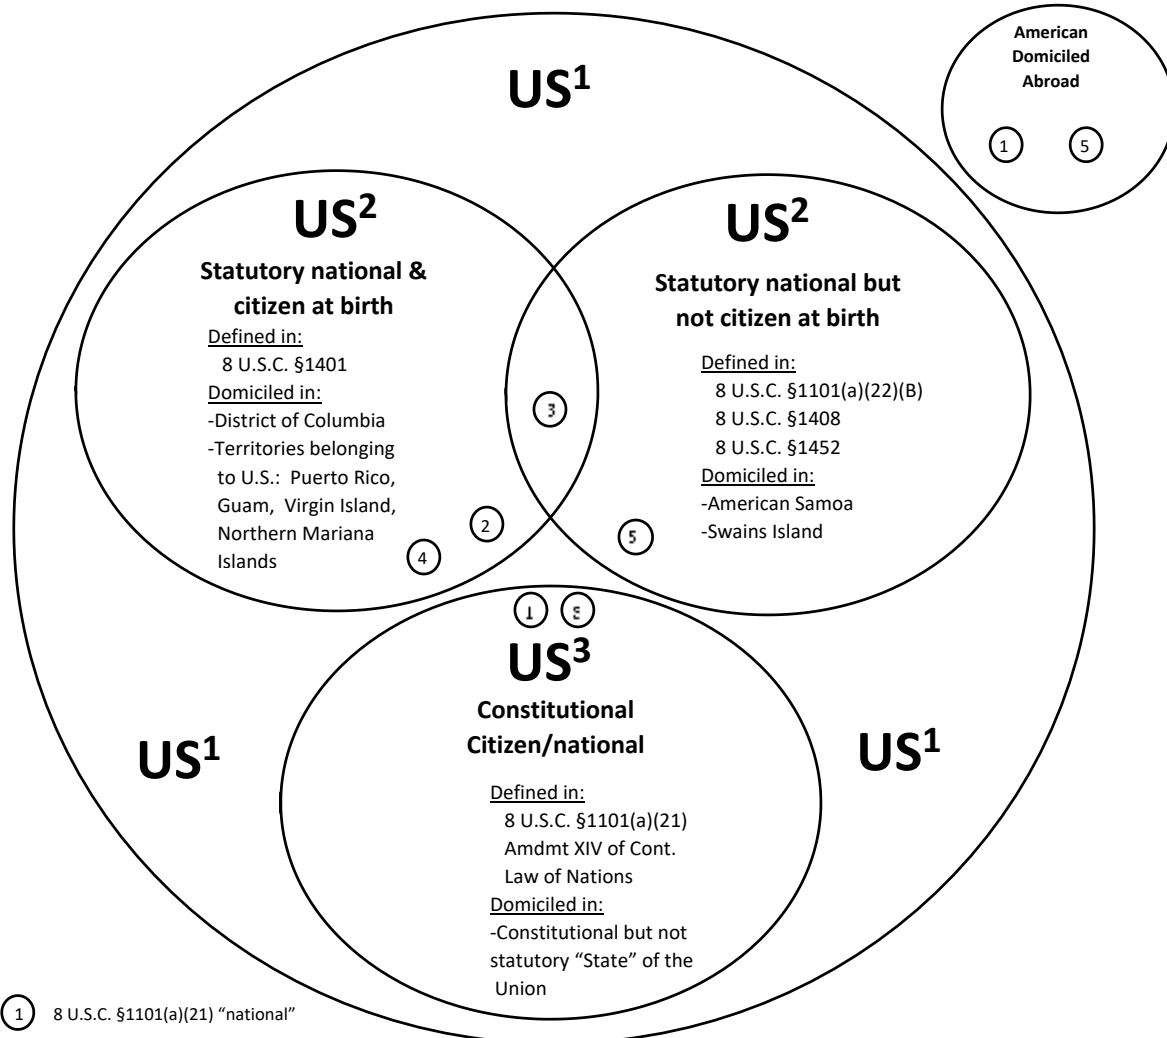 US1
American
Domiciled
Abroad
1 5
US2
Statutory national &
citizen at birth
Defined in:
8 U.S.C. §1401
Domiciled in:
-District of Columbia
-Territories belonging
to U.S.: Puerto Rico,
Guam, Virgin Island,
Northern Mariana
Islands
2
4
3
US2
Statutory national but
not citizen at birth
Defined in:
8 U.S.C. §1101(a)(22)(B)
8 U.S.C. §1408
8 U.S.C. §1452
Domiciled in:
-American Samoa
-Swains Island
5
US3
Constitutional
Citizen/national
Defined in:
8 U.S.C. §1101(a)(21)
Amdmt XIV of Cont.
Law of Nations
Domiciled in:
-Constitutional but not
statutory “State” of the
Union
US1
US1
1 8 U.S.C. §1101(a)(21) “national”